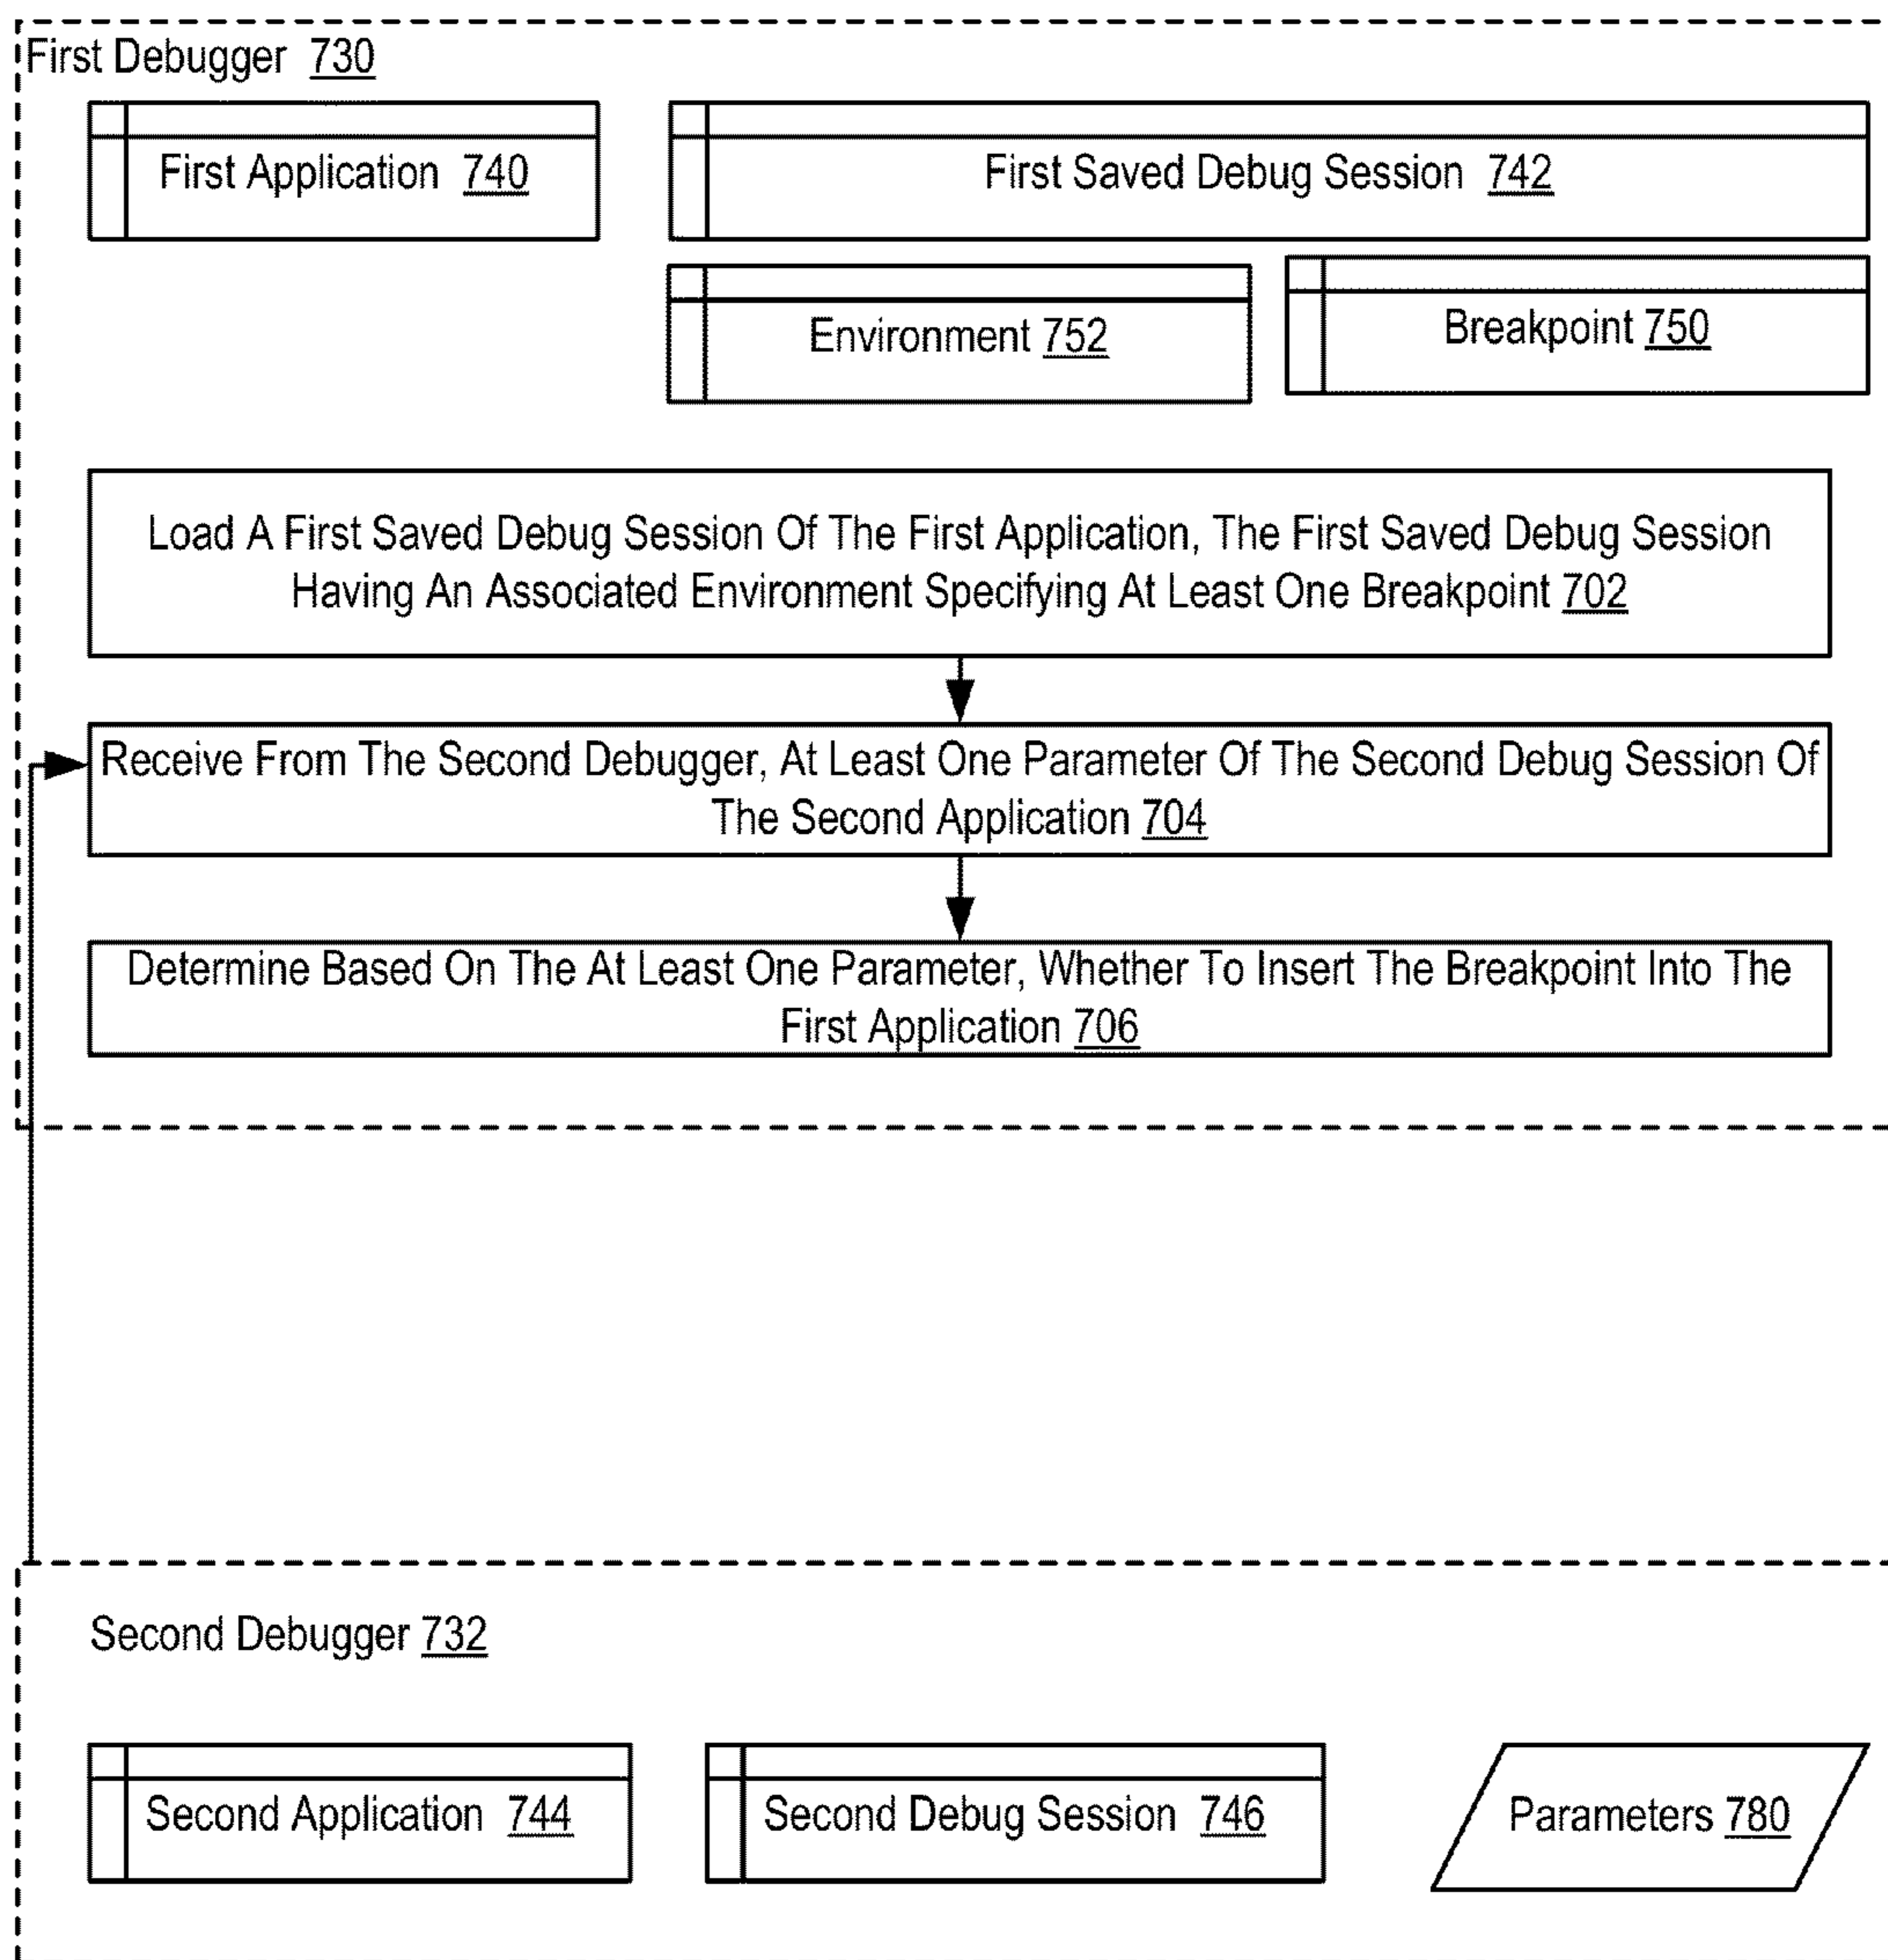 First Debugger 730
First Application 740
First Saved Debug Session 742
Environment 752
Breakpoint 750
Load A First Saved Debug Session Of The First Application, The First Saved Debug Session
Having An Associated Environment Specifying At Least One Breakpoint 702
Receive From The Second Debugger, At Least One Parameter Of The Second Debug Session Of
The Second Application 704
Determine Based On The At Least One Parameter, Whether To Insert The Breakpoint Into The
First Application 706
Second Debugger 732
Second Application 744
Second Debug Session 746
Parameters 780